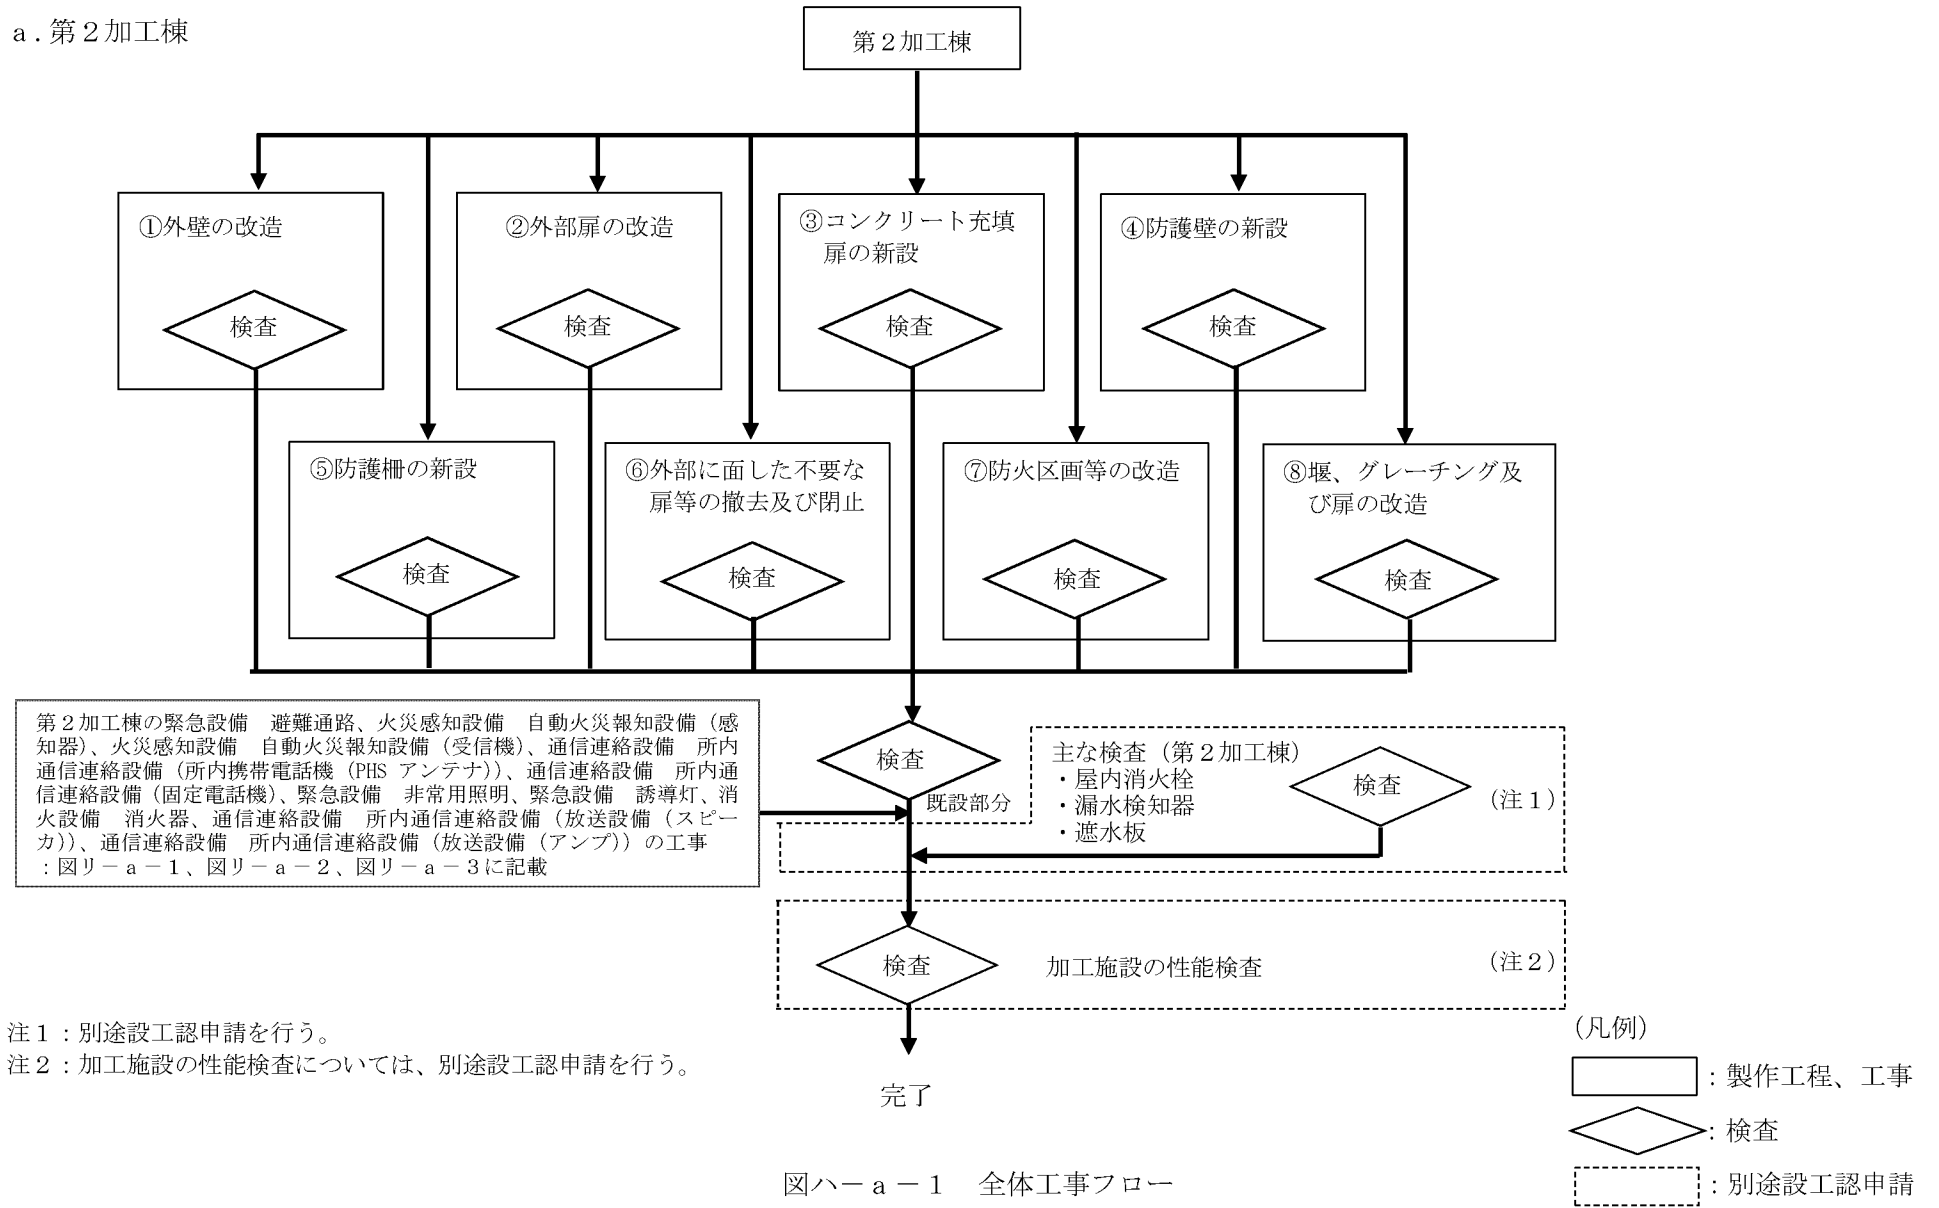 ａ.第２加工棟
第２加工棟
①外壁の改造
検査
②外部扉の改造
検査
③コンクリート充填
扉の新設
検査
④防護壁の新設
検査
⑤防護柵の新設
検査
⑥外部に面した不要な
扉等の撤去及び閉止
検査
⑦防火区画等の改造
検査
⑧堰、グレーチング及
び扉の改造
検査
第２加工棟の緊急設備　避難通路、火災感知設備　自動火災報知設備（感
知器）、火災感知設備　自動火災報知設備（受信機）、通信連絡設備　所内
通信連絡設備（所内携帯電話機（PHS アンテナ））、通信連絡設備　所内通
信連絡設備（固定電話機）、緊急設備　非常用照明、緊急設備　誘導灯、消
火設備　消火器、通信連絡設備　所内通信連絡設備（放送設備（スピー
カ））、通信連絡設備　所内通信連絡設備（放送設備（アンプ））の工事
：図リ－ａ－１、図リ－ａ－２、図リ－ａ－３に記載
検査
既設部分
主な検査（第２加工棟）
・屋内消火栓
・漏水検知器
・遮水板
検査
（注１）
検査
加工施設の性能検査
（注２）
完了
注１：別途設工認申請を行う。
注２：加工施設の性能検査については、別途設工認申請を行う。
(凡例)
：製作工程、工事
：検査
：別途設工認申請
図ハ－ａ－１　全体工事フロー